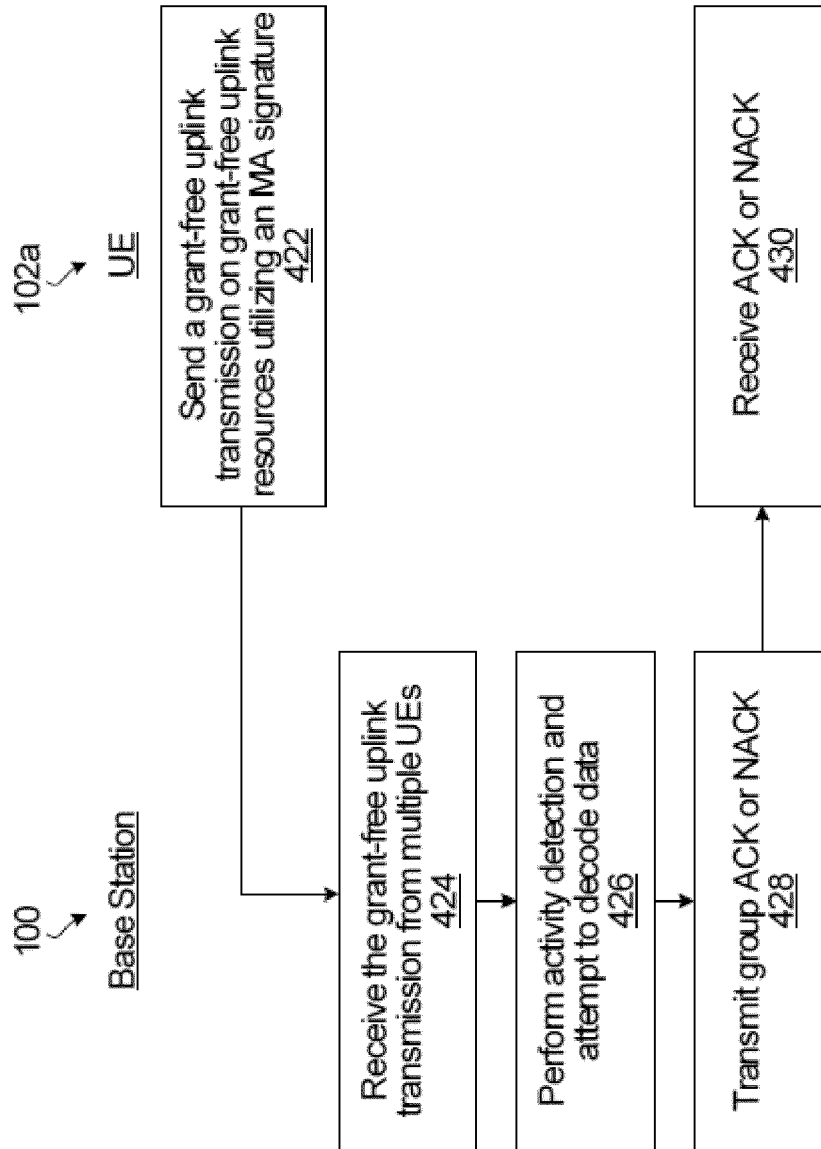 100
Base Station
102a
UE
Send a grant-free uplink
transmission on grant-free uplink
resources utilizing an MA signature
422
Receive the grant-free uplink
transmission from multiple UEs
424
Perform activity detection and
attempt to decode data
426
Transmit group ACK or NACK
428
Receive ACK or NACK
430